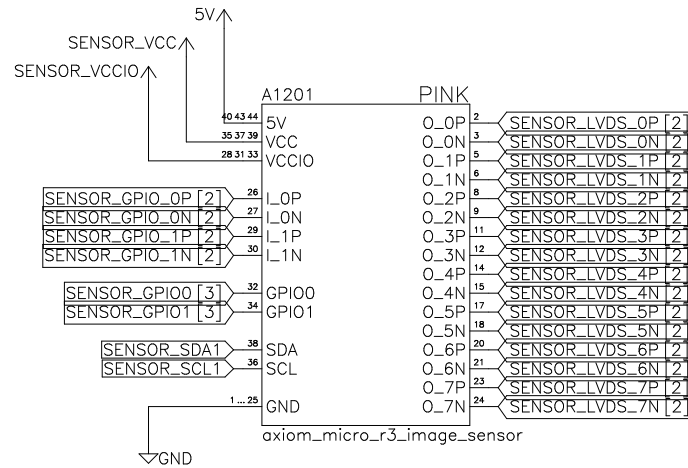 5V
SENSOR_VCC
SENSOR_VCCIO
A1201 PINK
40 43 44 5V O_0P 2 SENSOR_LVDS_0P [2]
35 37 39 VCC O_0N 3 SENSOR_LVDS_0N [2]
28 31 33 VCCIO O_1P 5 SENSOR_LVDS_1P [2]
O_1N 6 SENSOR_LVDS_1N [2]
SENSOR_GPIO_0P [2] 26 I_0P O_2P 8 SENSOR_LVDS_2P [2]
SENSOR_GPIO_0N [2] 27 I_0N O_2N 9 SENSOR_LVDS_2N [2]
SENSOR_GPIO_1P [2] 29 I_1P O_3P 11 SENSOR_LVDS_3P [2]
SENSOR_GPIO_1N [2] 30 I_1N O_3N 12 SENSOR_LVDS_3N [2]
O_4P 14 SENSOR_LVDS_4P [2]
SENSOR_GPIO0 [3] 32 GPIO0 O_4N 15 SENSOR_LVDS_4N [2]
SENSOR_GPIO1 [3] 34 GPIO1 O_5P 17 SENSOR_LVDS_5P [2]
O_5N 18 SENSOR_LVDS_5N [2]
SENSOR_SDA1 38 SDA O_6P 20 SENSOR_LVDS_6P [2]
SENSOR_SCL1 36 SCL O_6N 21 SENSOR_LVDS_6N [2]
O_7P 23 SENSOR_LVDS_7P [2]
1 ... 25 GND O_7N 24 SENSOR_LVDS_7N [2]
axiom_micro_r3_image_sensor
GND